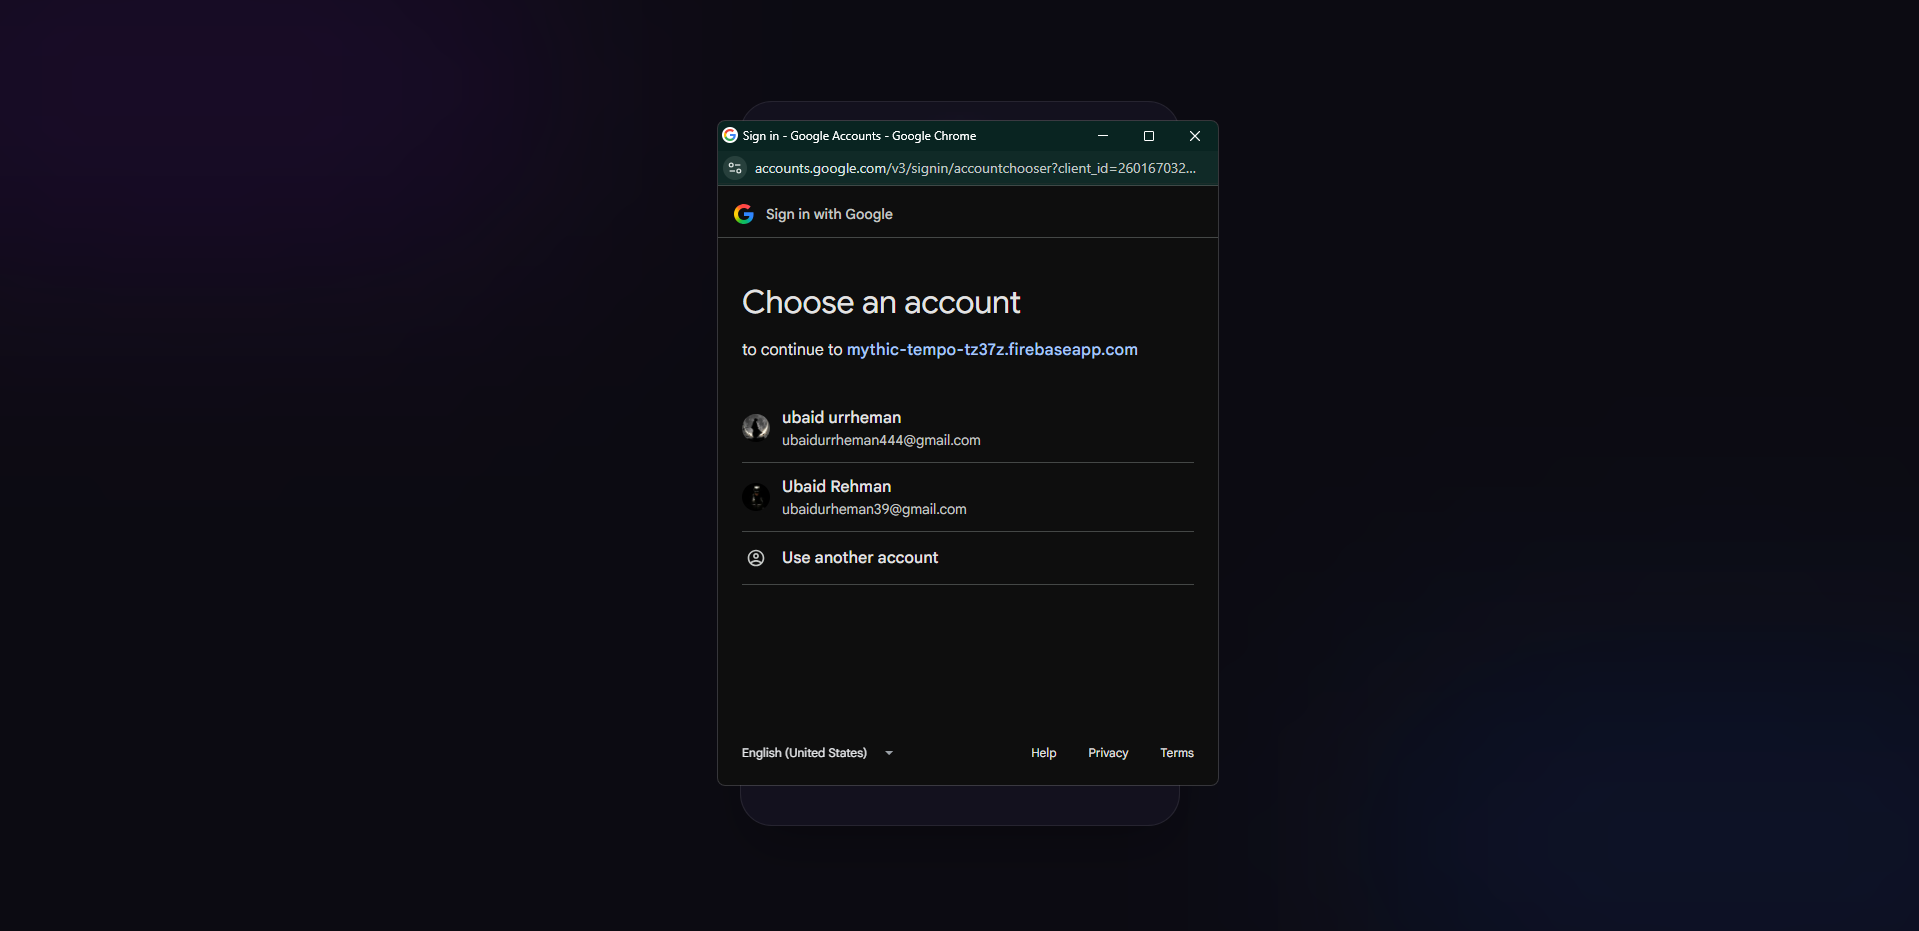 Sign in - Google Accounts - Google Chrome
accounts.google.com/v3/signin/accountchooser?client_id=260167032...
Sign in with Google
Choose an account
to continue to mythic-tempo-tz37z.firebaseapp.com
ubaid urrheman
ubaidurrheman444@gmail.com
Ubaid Rehman
ubaidurheman39@gmail.com
Use another account
English (United States) Help Privacy Terms